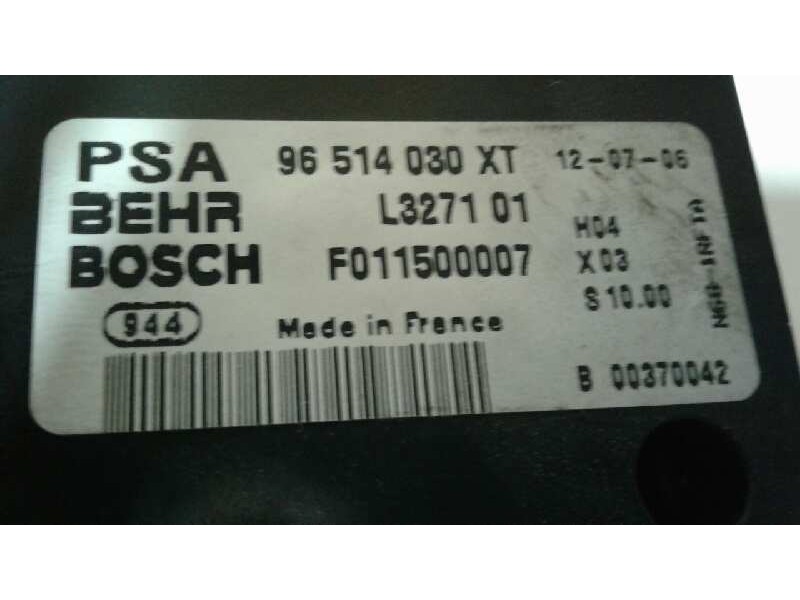 PSA 96 514 030 XT 12-07-06
BEHR L3271 01 H04
BOSCH F011500007 X03
S 10.00
944 Made in France
B 00370042